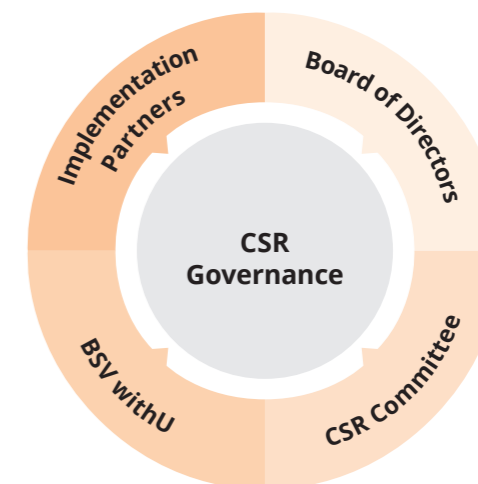 Implementation
Partners
Board of Directors
CSR
Governance
BSV withU
CSR Committee